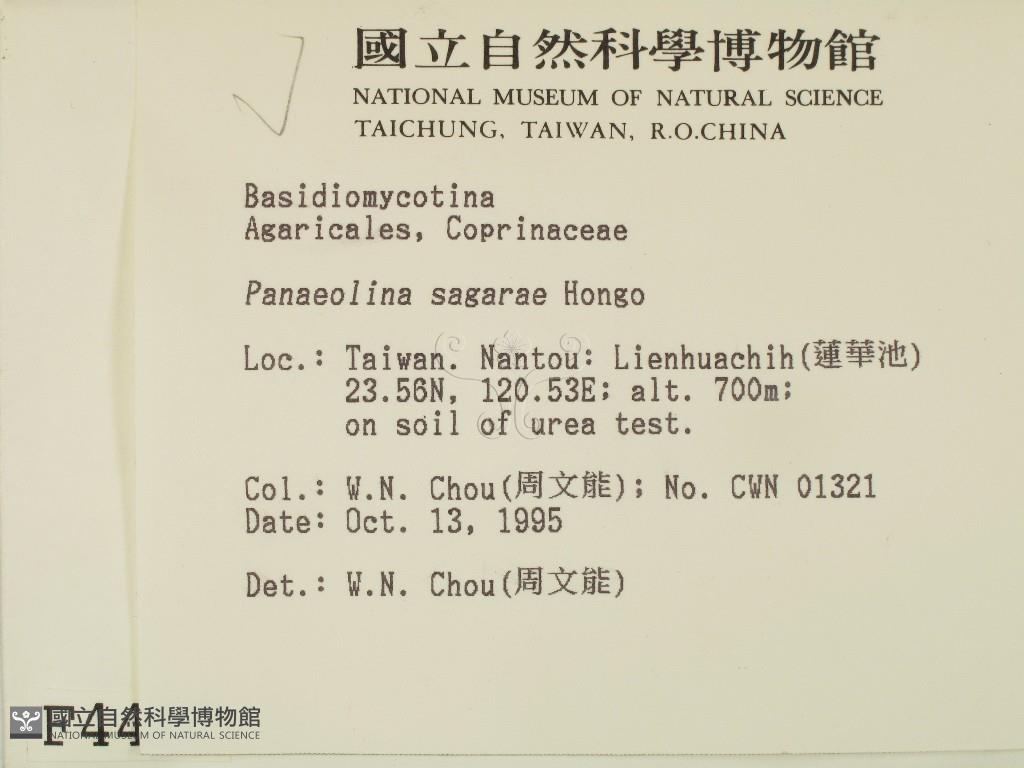 國立自然科學博物館
NATIONAL MUSEUM OF NATURAL SCIENCE
TAICHUNG, TAIWAN, R.O.CHINA
Basidiomycotina
Agaricales, Coprinaceae
Panaeolina sagarae Hongo
Loc.: Taiwan. Nantou: Lienhuachih(蓮華池)
23.56N, 120.53E; alt. 700m;
on soil of urea test.
Col.: W.N. Chou(周文能); No. CWN 01321
Date: Oct. 13, 1995
Det.: W.N. Chou(周文能)
F44
國立自然科學博物館
NATIONAL MUSEUM OF NATURAL SCIENCE